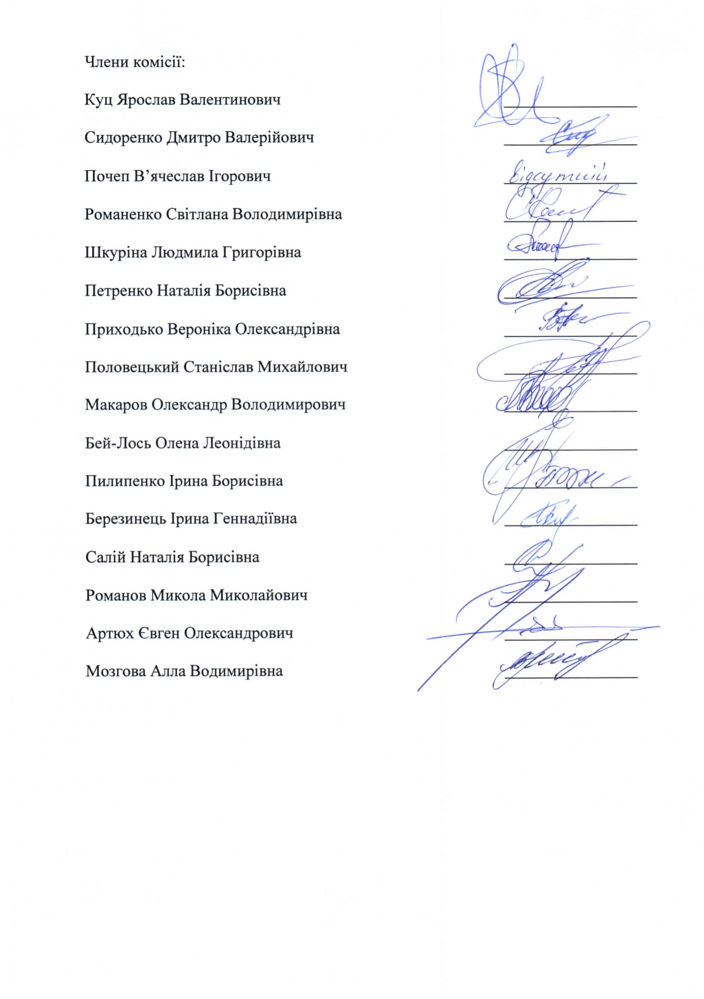 Члени комісії:
Куц Ярослав Валентинович
Сидоренко Дмитро Валерійович
Почеп В’ячеслав Ігорович відсутній
Романенко Світлана Володимирівна
Шкуріна Людмила Григорівна
Петренко Наталія Борисівна
Приходько Вероніка Олександрівна
Половецький Станіслав Михайлович
Макаров Олександр Володимирович
Бей-Лось Олена Леонідівна
Пилипенко Ірина Борисівна
Березинець Ірина Геннадіївна
Салій Наталія Борисівна
Романов Микола Миколайович
Артюх Євген Олександрович
Мозгова Алла Водимирівна